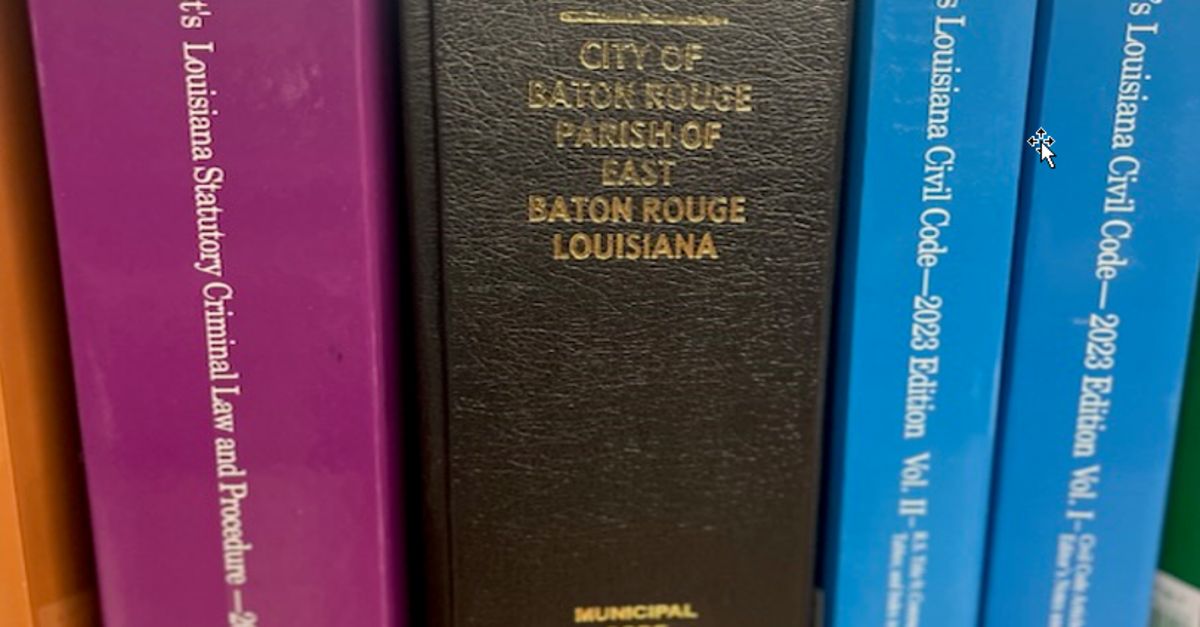 t's Louisiana Statutory Criminal Law and Procedure —2
CITY OF
BATON ROUGE
PARISH OF
EAST
BATON ROUGE
LOUISIANA
MUNICIPAL
s Louisiana Civil Code—2023 Edition Vol. II–
's Louisiana Civil Code— 2023 Edition Vol. I–